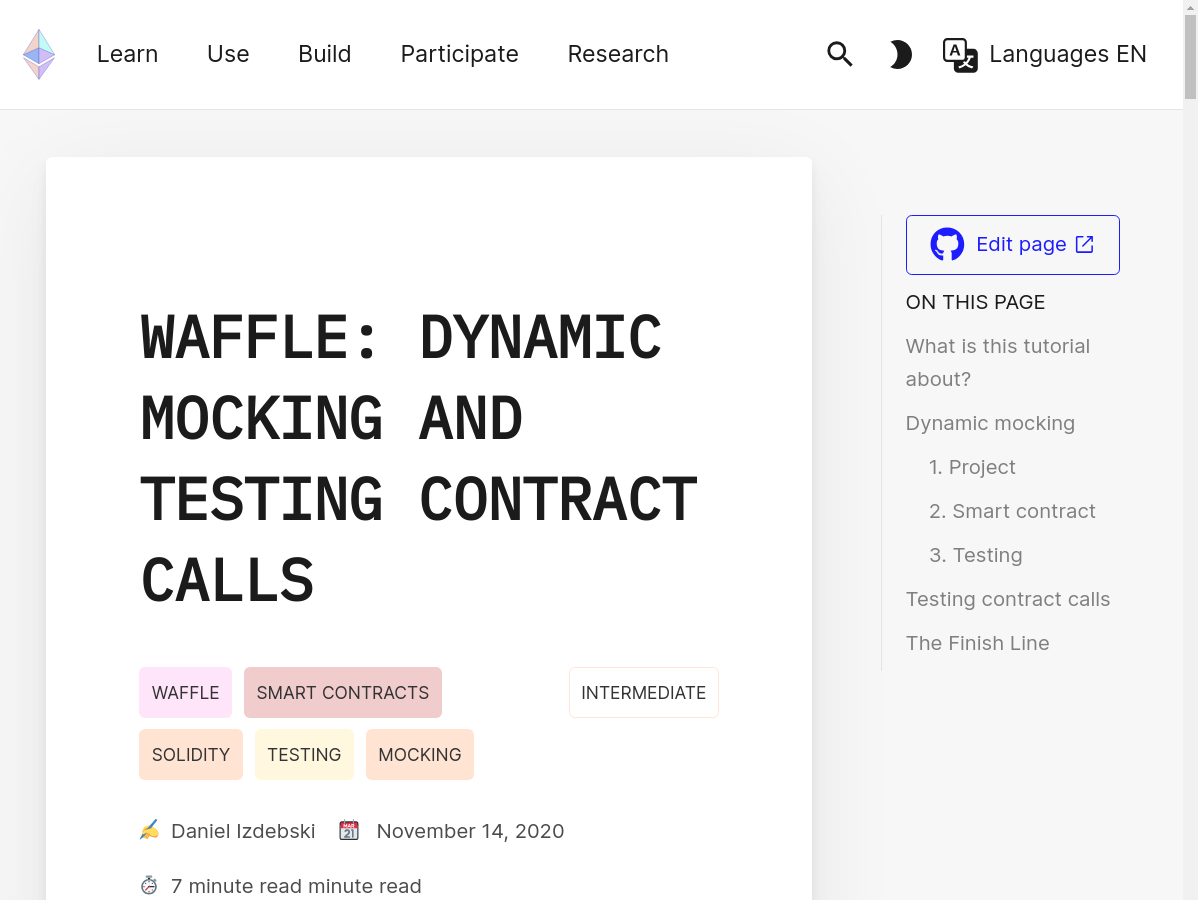 Learn Use Build Participate Research Languages EN
WAFFLE: DYNAMIC
MOCKING AND
TESTING CONTRACT
CALLS
WAFFLE SMART CONTRACTS INTERMEDIATE
SOLIDITY TESTING MOCKING
Daniel Izdebski November 14, 2020
7 minute read minute read
Edit page
ON THIS PAGE
What is this tutorial
about?
Dynamic mocking
1. Project
2. Smart contract
3. Testing
Testing contract calls
The Finish Line